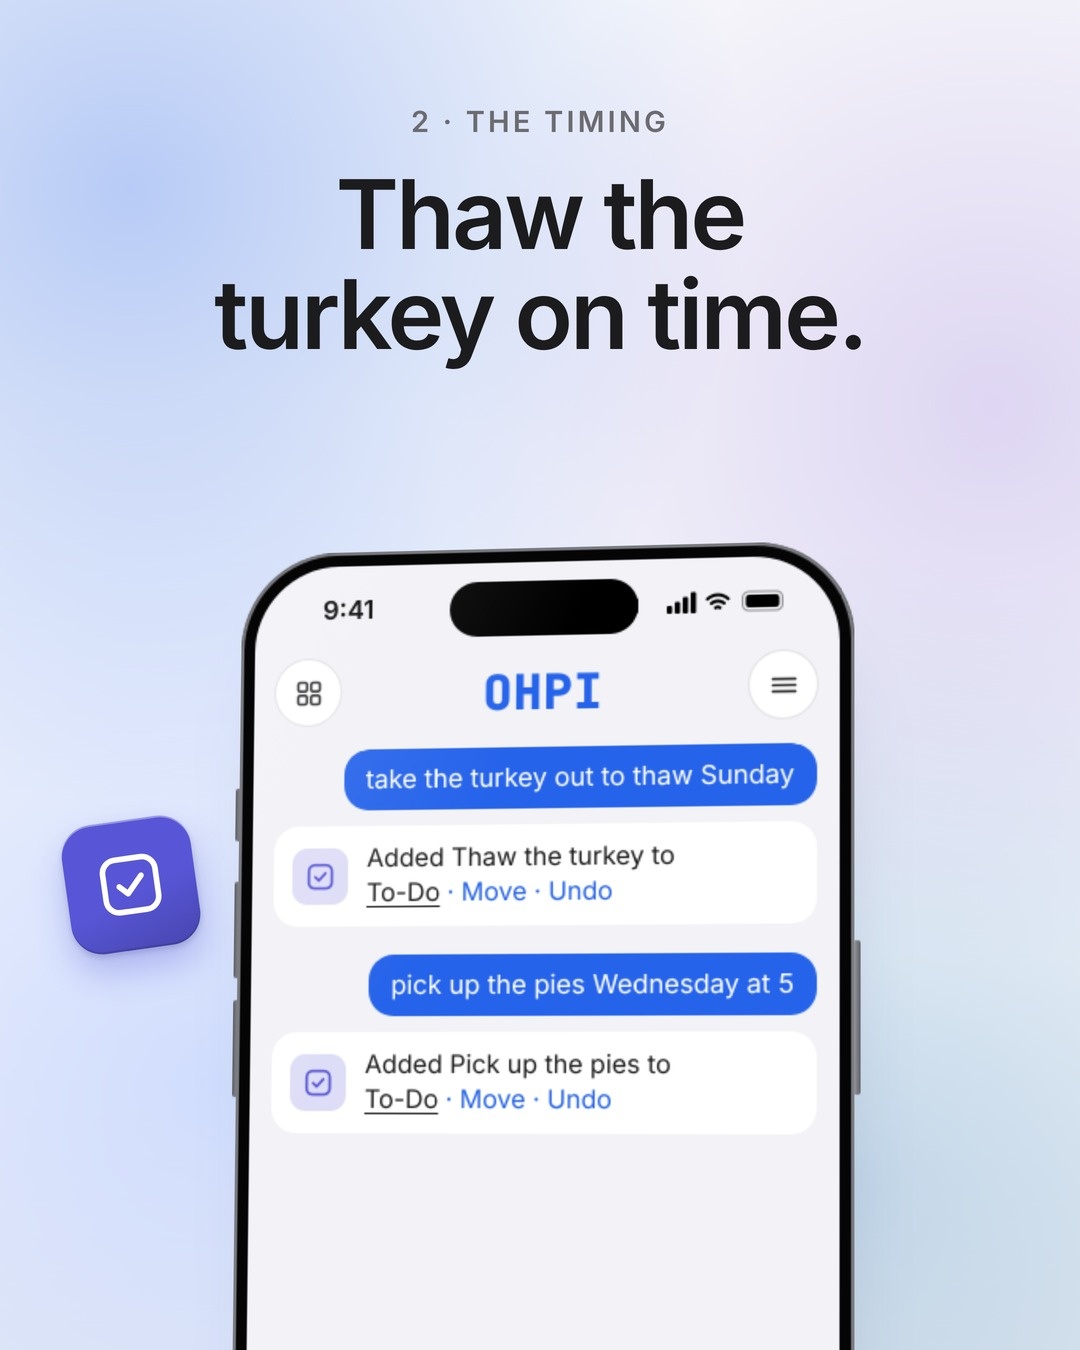 2 · THE TIMING
Thaw the
turkey on time.
9:41
OHPI
take the turkey out to thaw Sunday
Added Thaw the turkey to
To-Do · Move · Undo
pick up the pies Wednesday at 5
Added Pick up the pies to
To-Do · Move · Undo